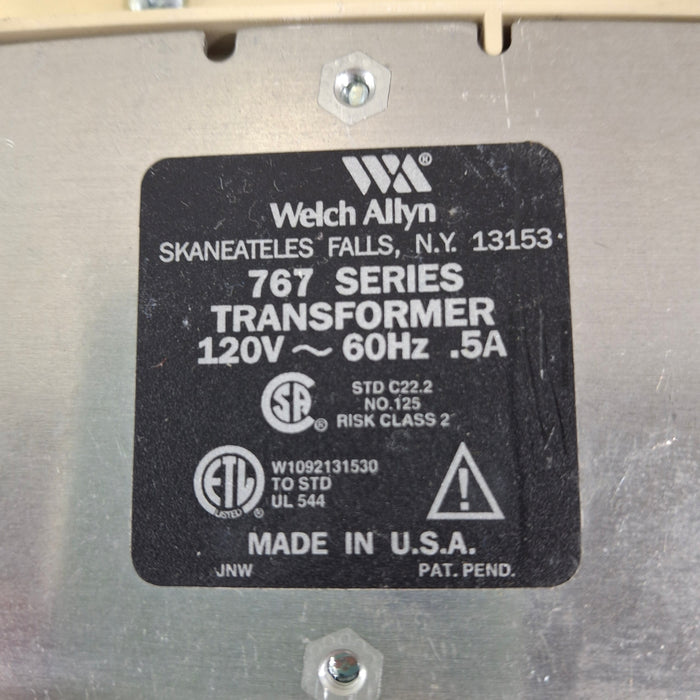 WA®
Welch Allyn
SKANEATELES FALLS, N.Y. 13153
767 SERIES
TRANSFORMER
120V ~ 60Hz .5A
SA ®
STD C22.2
NO.125
RISK CLASS 2
ETL
LISTED ®
W1092131530
TO STD
UL 544
!
MADE IN U.S.A.
JNW PAT. PEND.